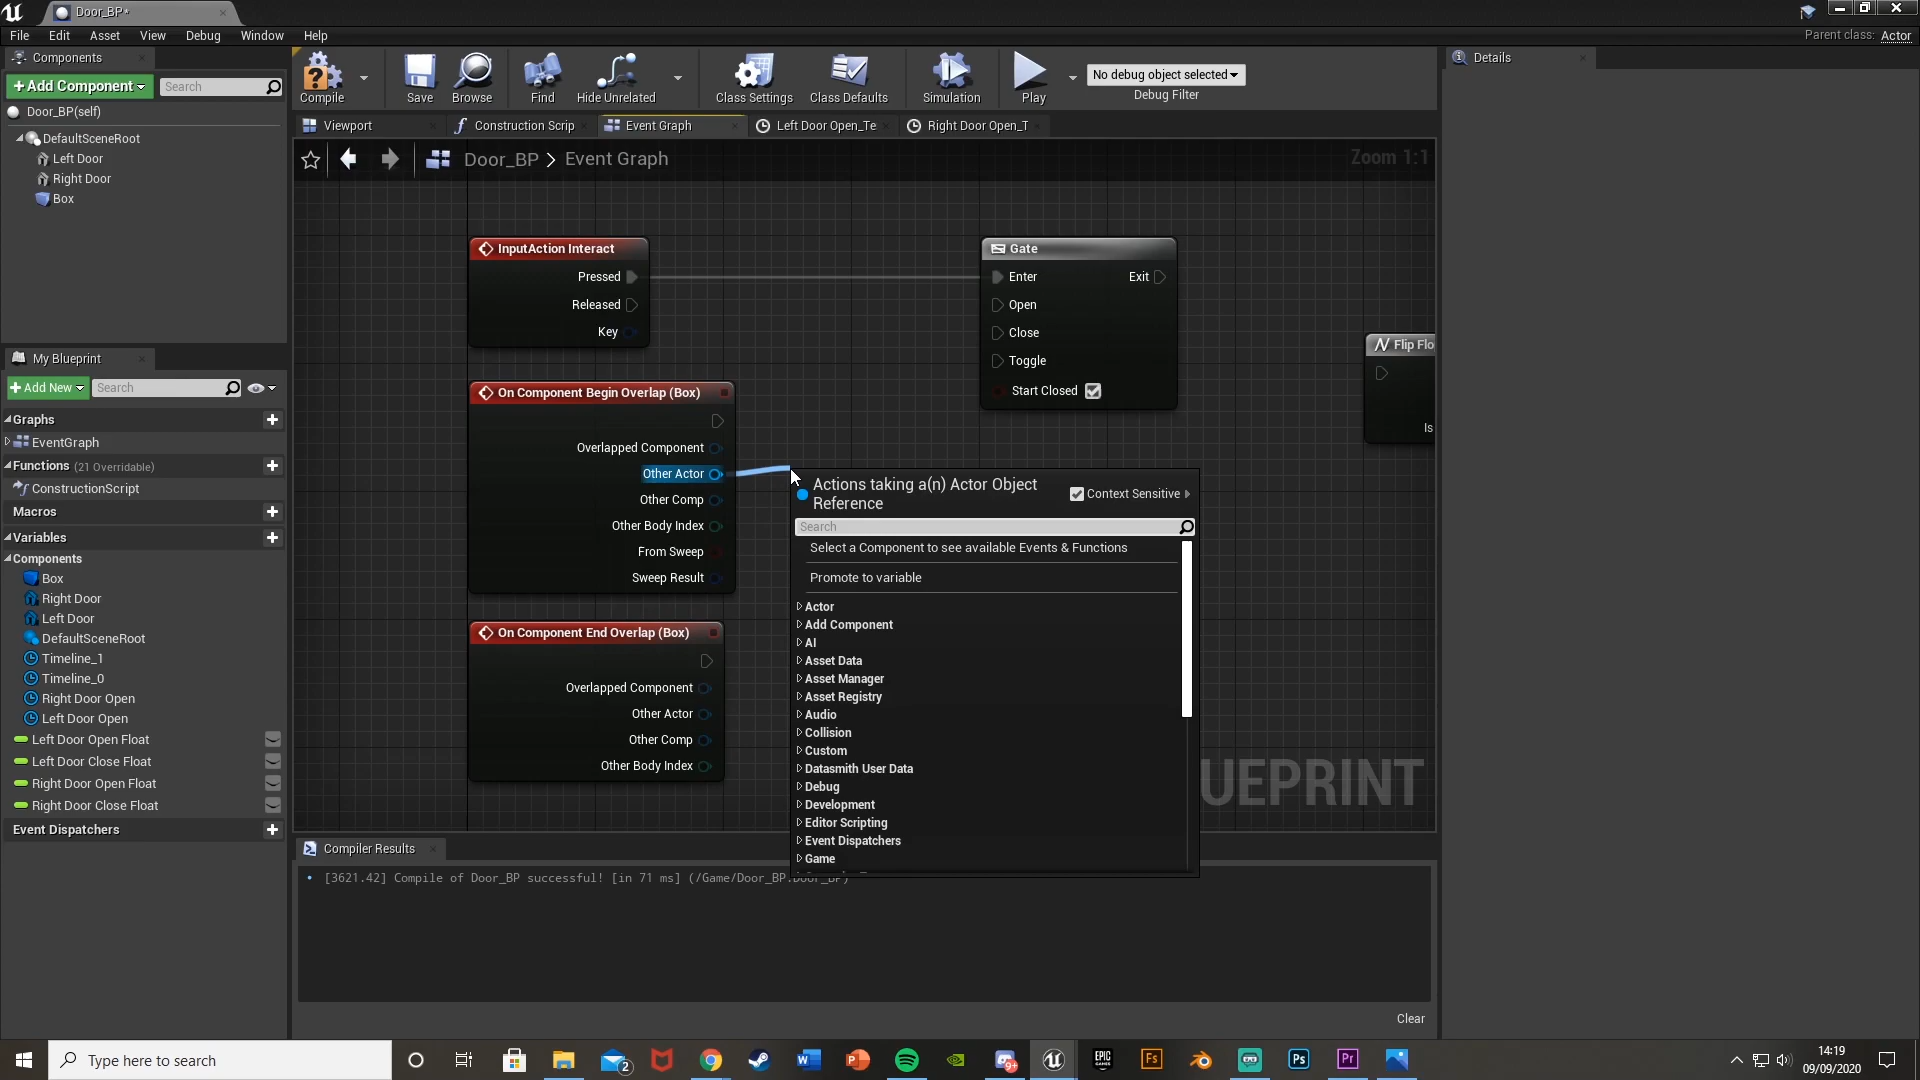 Door_BP*
File Edit Asset View Debug Window Help
Parent class: Actor
Components
+Add Component
Search
Door_BP(self)
DefaultSceneRoot
Left Door
Right Door
Box
Compile
Save
Browse
Find
Hide Unrelated
Class Settings
Class Defaults
Simulation
Play
No debug object selected
Debug Filter
Details
Viewport
Construction Scrip
Event Graph
Left Door Open_Te
Right Door Open_T
Door_BP > Event Graph
Zoom 1:1
InputAction Interact
Pressed
Released
Key
Gate
Enter Exit
Open
Close
Toggle
Start Closed
Flip Flo
Is
On Component Begin Overlap (Box)
Overlapped Component
Other Actor
Other Comp
Other Body Index
From Sweep
Sweep Result
On Component End Overlap (Box)
Overlapped Component
Other Actor
Other Comp
Other Body Index
Actions taking a(n) Actor Object
Reference
Context Sensitive
Search
Select a Component to see available Events & Functions
Promote to variable
Actor
Add Component
AI
Asset Data
Asset Manager
Asset Registry
Audio
Collision
Custom
Datasmith User Data
Debug
Development
Editor Scripting
Event Dispatchers
Game
UEPRINT
My Blueprint
+Add New
Search
Graphs
EventGraph
Functions (21 Overridable)
ConstructionScript
Macros
Variables
Components
Box
Right Door
Left Door
DefaultSceneRoot
Timeline_1
Timeline_0
Right Door Open
Left Door Open
Left Door Open Float
Left Door Close Float
Right Door Open Float
Right Door Close Float
Event Dispatchers
Compiler Results
[3621.42] Compile of Door_BP successful! [in 71 ms] (/Game/Door_BP.Door_BP)
Clear
Type here to search
2
9+
EPIC
GAMES
Fs
Ps
Pr
14:19
09/09/2020